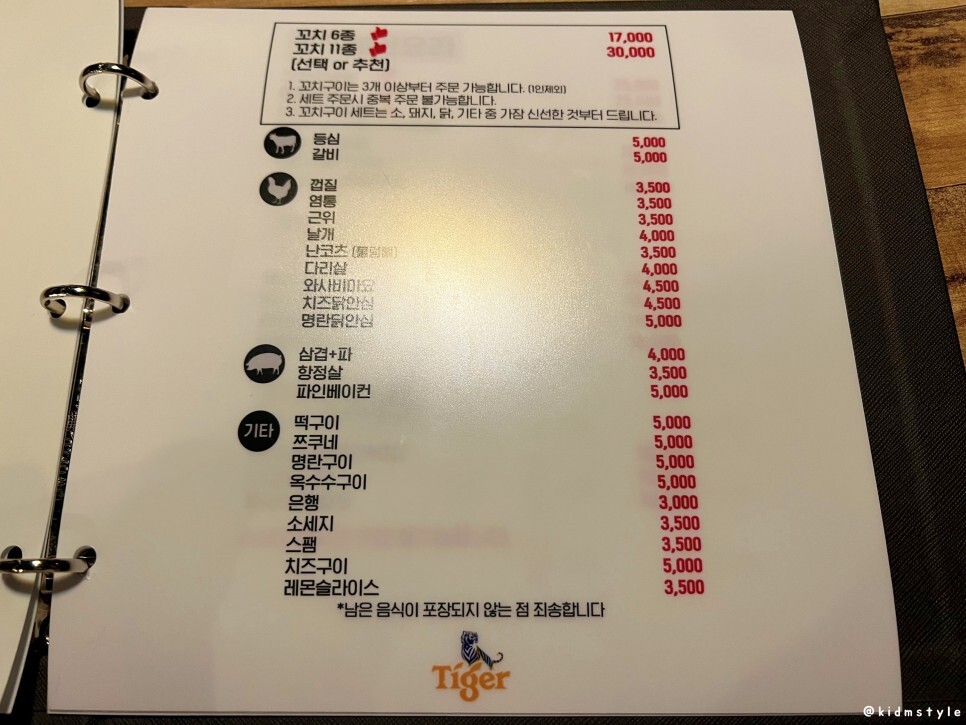 꼬치 6종 17,000
꼬치 11종 30,000
(선택 or 추천)
1. 꼬치구이는 3개 이상부터 주문 가능합니다. (1인제외)
2. 세트 주문시 중복 주문 불가능합니다.
3. 꼬치구이 세트는 소, 돼지, 닭, 기타 중 가장 신선한 것부터 드립니다.
등심 5,000
갈비 5,000
껍질 3,500
염통 3,500
근위 3,500
날개 4,000
난코츠 3,500
다리살 4,000
와사비마요 4,500
치즈닭안심 4,500
명란닭안심 5,000
삼겹+파 4,000
항정살 3,500
파인베이컨 5,000
기타
떡구이 5,000
쯔쿠네 5,000
명란구이 5,000
옥수수구이 5,000
은행 3,000
소세지 3,500
스팸 3,500
치즈구이 5,000
레몬슬라이스 3,500
*남은 음식이 포장되지 않는 점 죄송합니다
Tiger
@kidmstyle